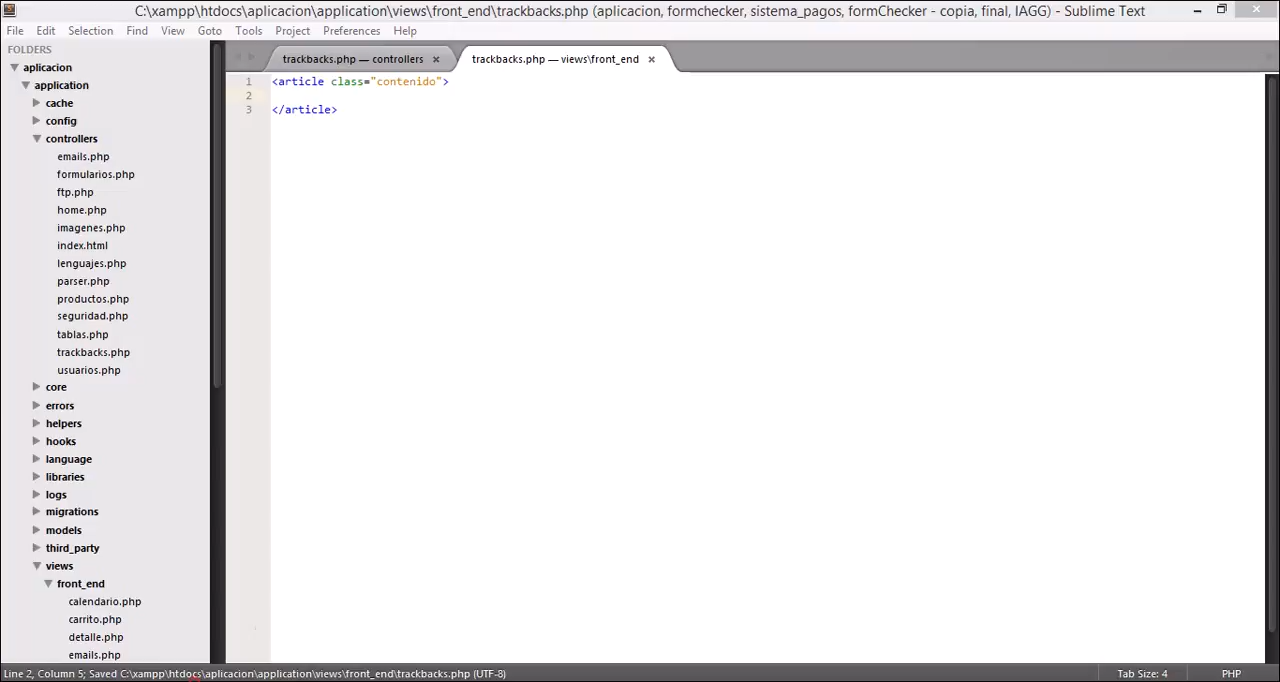 C:\xampp\htdocs\aplicacion\application\views\front_end\trackbacks.php (aplicacion, formchecker, sistema_pagos, formChecker - copia, final, IAGG) - Sublime Text
File Edit Selection Find View Goto Tools Project Preferences Help
FOLDERS
aplicacion
application
cache
config
controllers
emails.php
formularios.php
ftp.php
home.php
imagenes.php
index.html
lenguajes.php
parser.php
productos.php
seguridad.php
tablas.php
trackbacks.php
usuarios.php
core
errors
helpers
hooks
language
libraries
logs
migrations
models
third_party
views
front_end
calendario.php
carrito.php
detalle.php
emails.php
trackbacks.php — controllers × trackbacks.php — views\front_end ×
1 <article class="contenido">
2
3 </article>
Line 2, Column 5; Saved C:\xampp\htdocs\aplicacion\application\views\front_end\trackbacks.php (UTF-8) Tab Size: 4 PHP